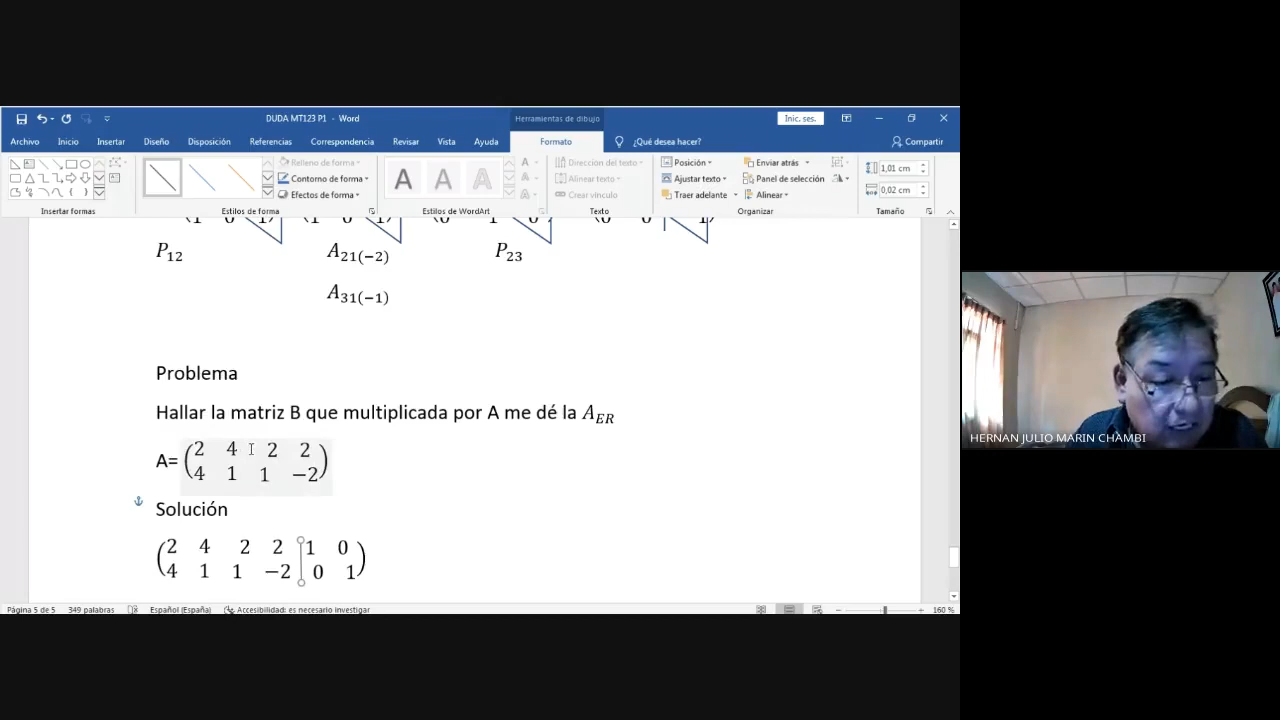 DUDA MT123 P1 - Word
Herramientas de dibujo
Inic. ses.
Archivo Inicio Insertar Diseño Disposición Referencias Correspondencia Revisar Vista Ayuda Formato ¿Qué desea hacer? Compartir
Relleno de forma
Contorno de forma
Efectos de forma
A A A
Dirección del texto
Alinear texto
Crear vínculo
Posición
Ajustar texto
Traer adelante
Enviar atrás
Panel de selección
Alinear
1,01 cm
0,02 cm
Insertar formas Estilos de forma Estilos de WordArt Texto Organizar Tamaño
P12 A21(−2) P23
A31(−1)
Problema
Hallar la matriz B que multiplicada por A me dé la A_ER
A= (2 4 2 2
4 1 1 −2)
Solución
(2 4 2 2 | 1 0
4 1 1 −2 | 0 1)
Página 5 de 5 349 palabras Español (España) Accesibilidad: es necesario investigar 160 %
HERNAN JULIO MARIN CHAMBI